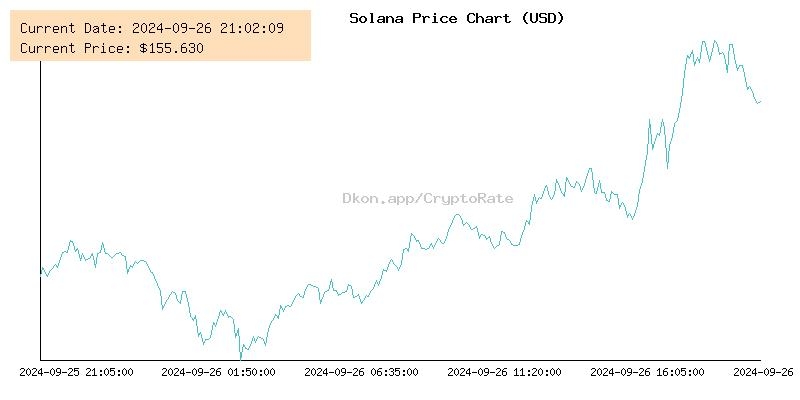 Solana Price Chart (USD)
Current Date: 2024-09-26 21:02:09
Current Price: $155.630
Dkon.app/CryptoRate
2024-09-25 21:05:00
2024-09-26 01:50:00
2024-09-26 06:35:00
2024-09-26 11:20:00
2024-09-26 16:05:00
2024-09-26